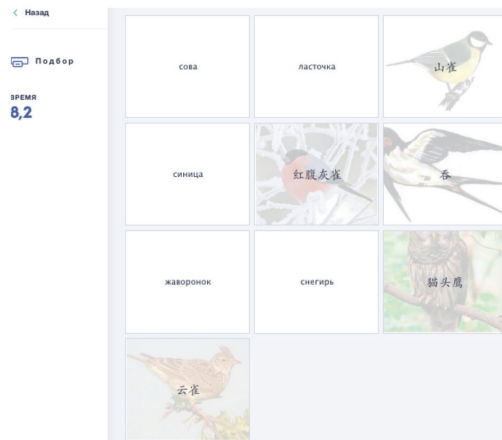 Назад
Подбор
ВРЕМЯ
8,2
сова
ласточка
山雀
синица
红腹灰雀
吞
жаворонок
снегирь
猫头鹰
云雀